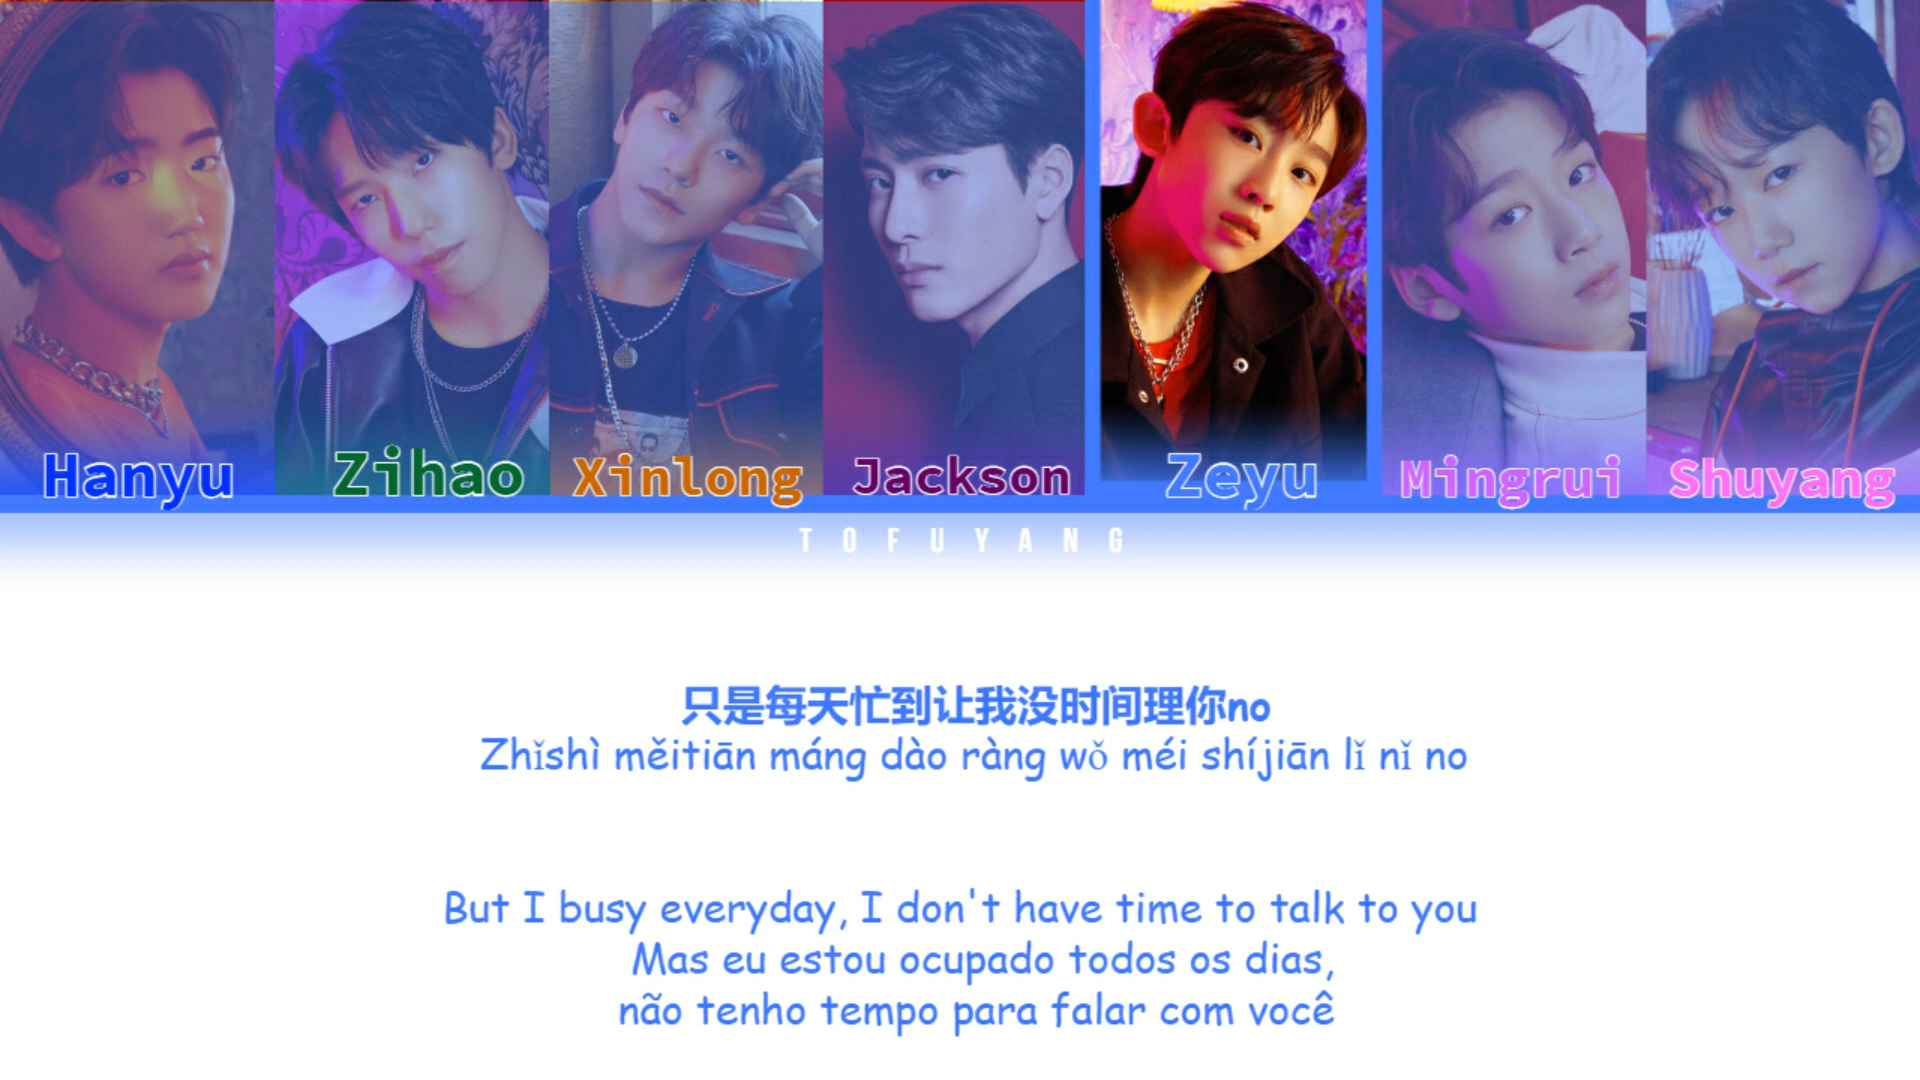 Hanyu
Zihao
Xinlong
Jackson
Zeyu
Mingrui
Shuyang
TOFUYANG
只是每天忙到让我没时间理你no
Zhǐshì měitiān máng dào ràng wǒ méi shíjiān lǐ nǐ no
But I busy everyday, I don't have time to talk to you
Mas eu estou ocupado todos os dias,
não tenho tempo para falar com você